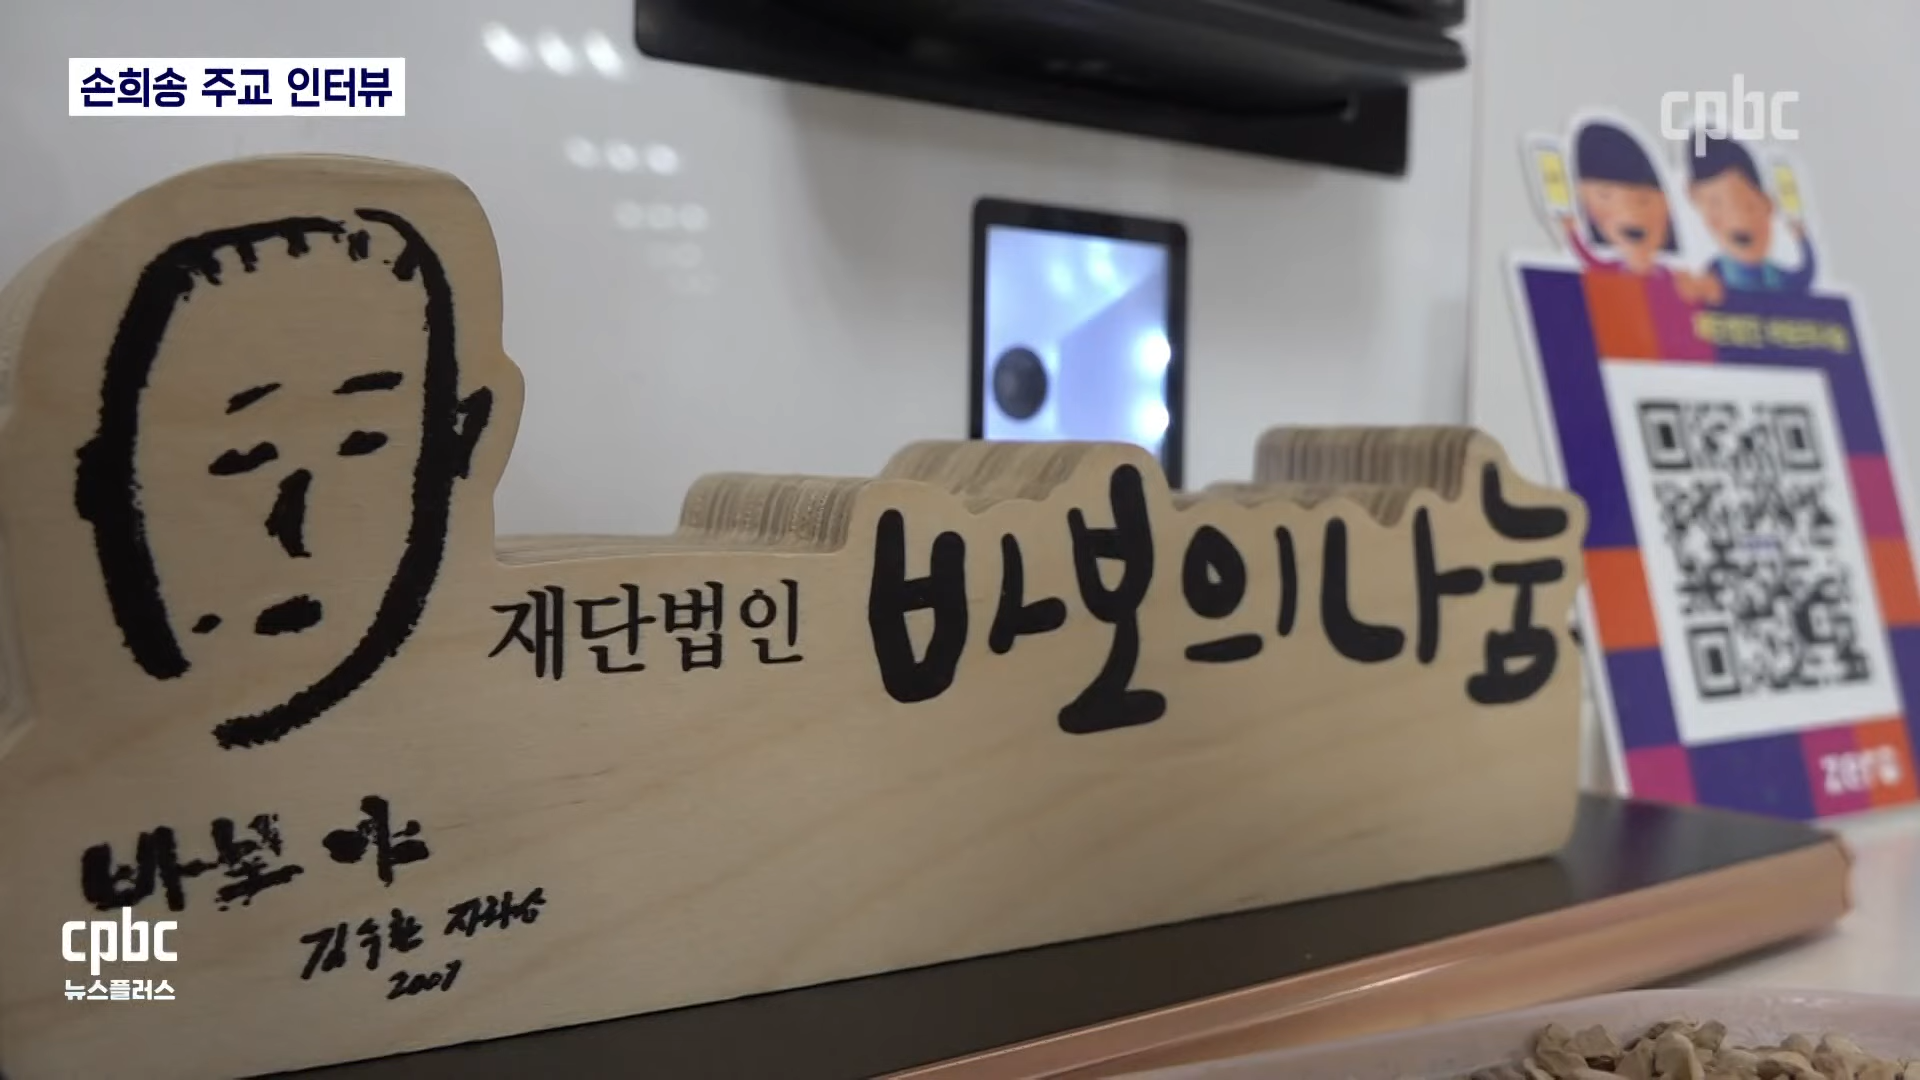 손희송 주교 인터뷰
cpbc
재단법인 바보의나눔
바보야
김수환 자화상
2007
zero
cpbc
뉴스플러스